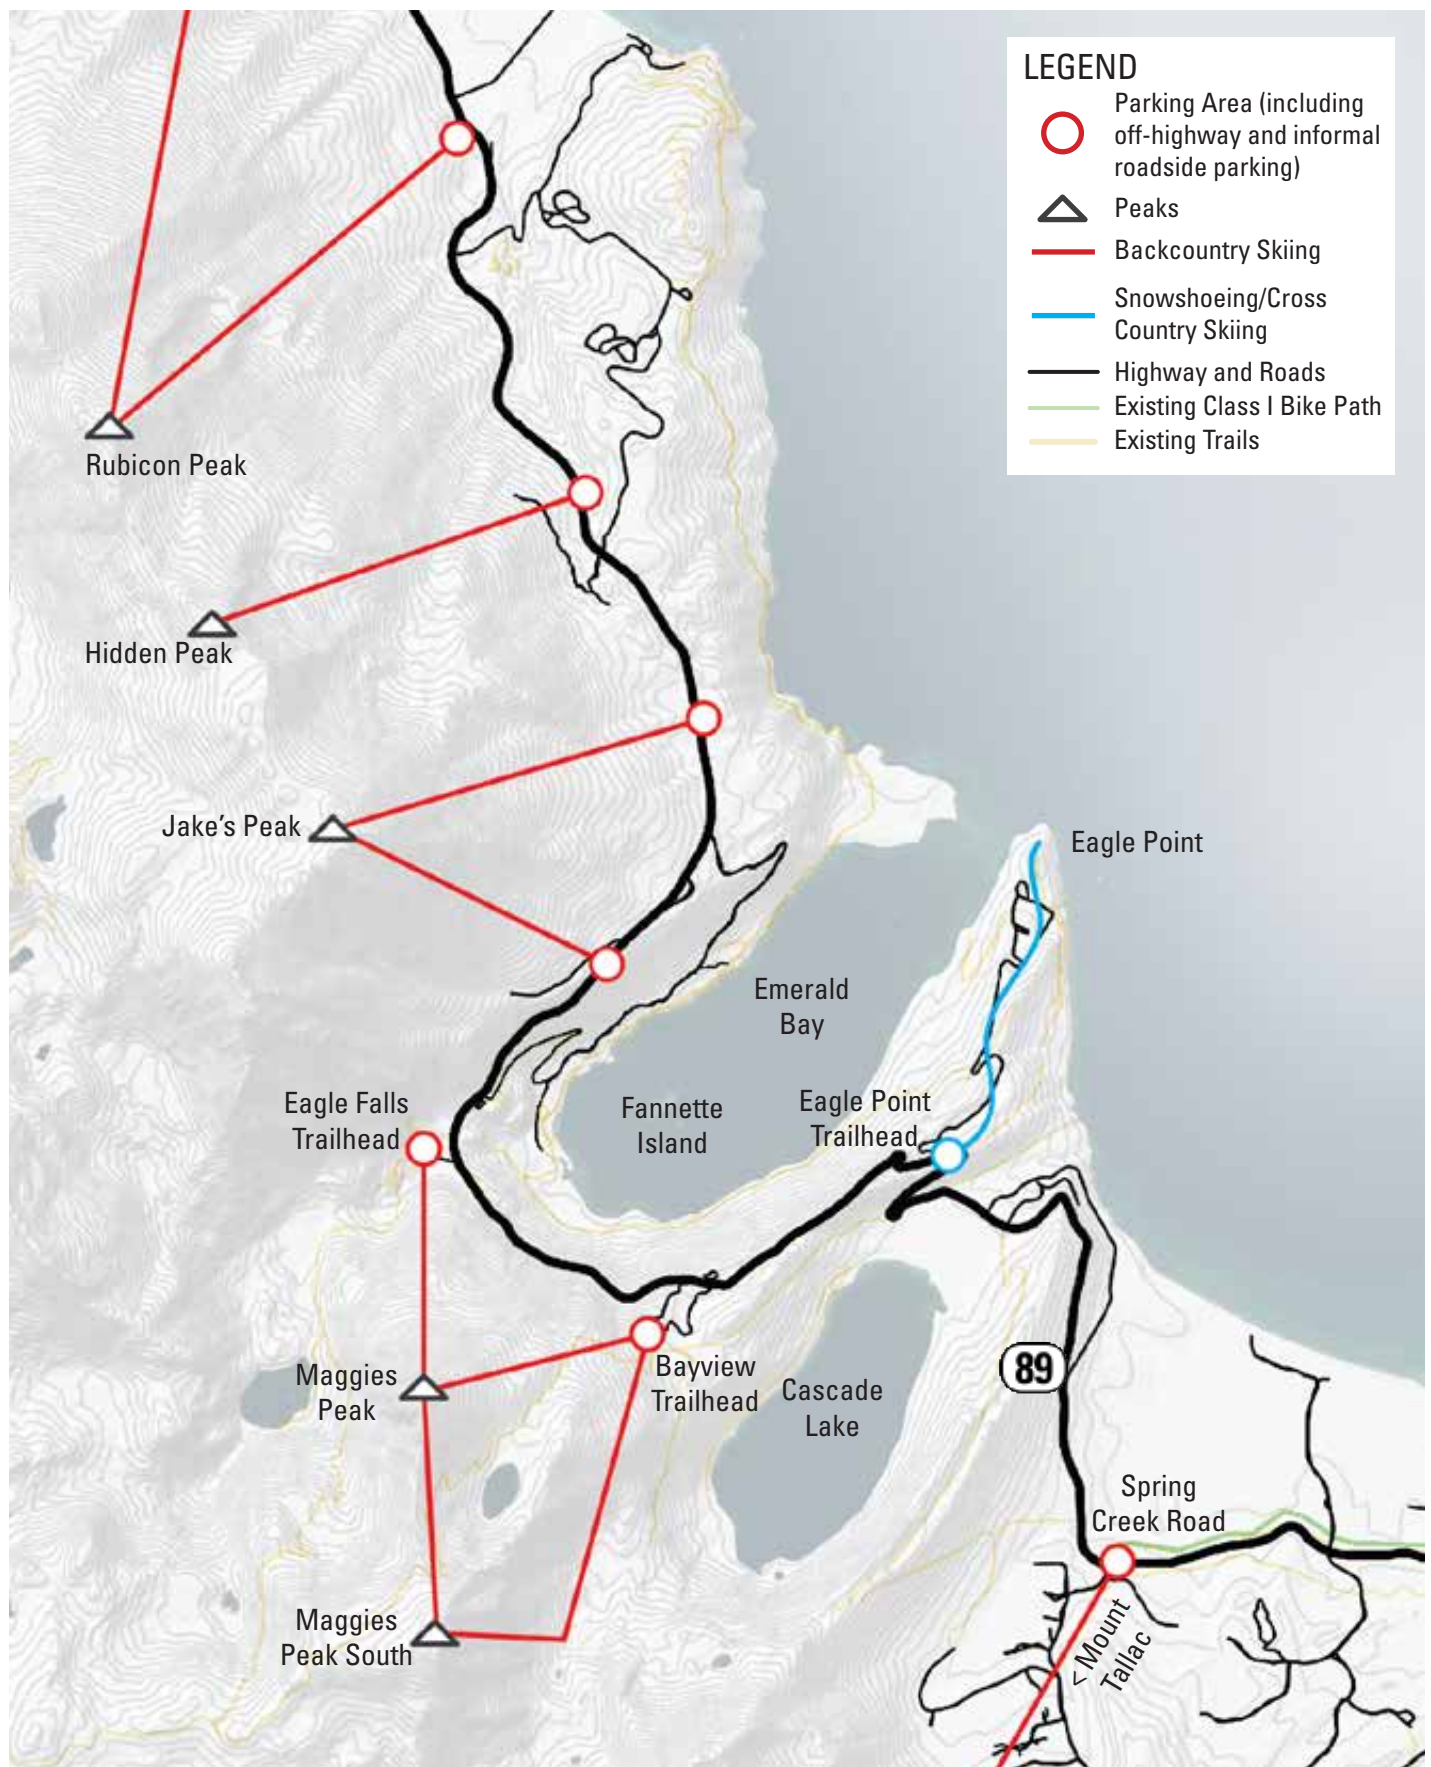 LEGEND
Parking Area (including
off-highway and informal
roadside parking)
Peaks
Backcountry Skiing
Snowshoeing/Cross
Country Skiing
Highway and Roads
Existing Class I Bike Path
Existing Trails
Rubicon Peak
Hidden Peak
Jake's Peak
Eagle Point
Emerald
Bay
Eagle Falls
Trailhead
Fannette
Island
Eagle Point
Trailhead
Maggies
Peak
Bayview
Trailhead
Cascade
Lake
89
Spring
Creek Road
Maggies
Peak South
< Mount
Tallac